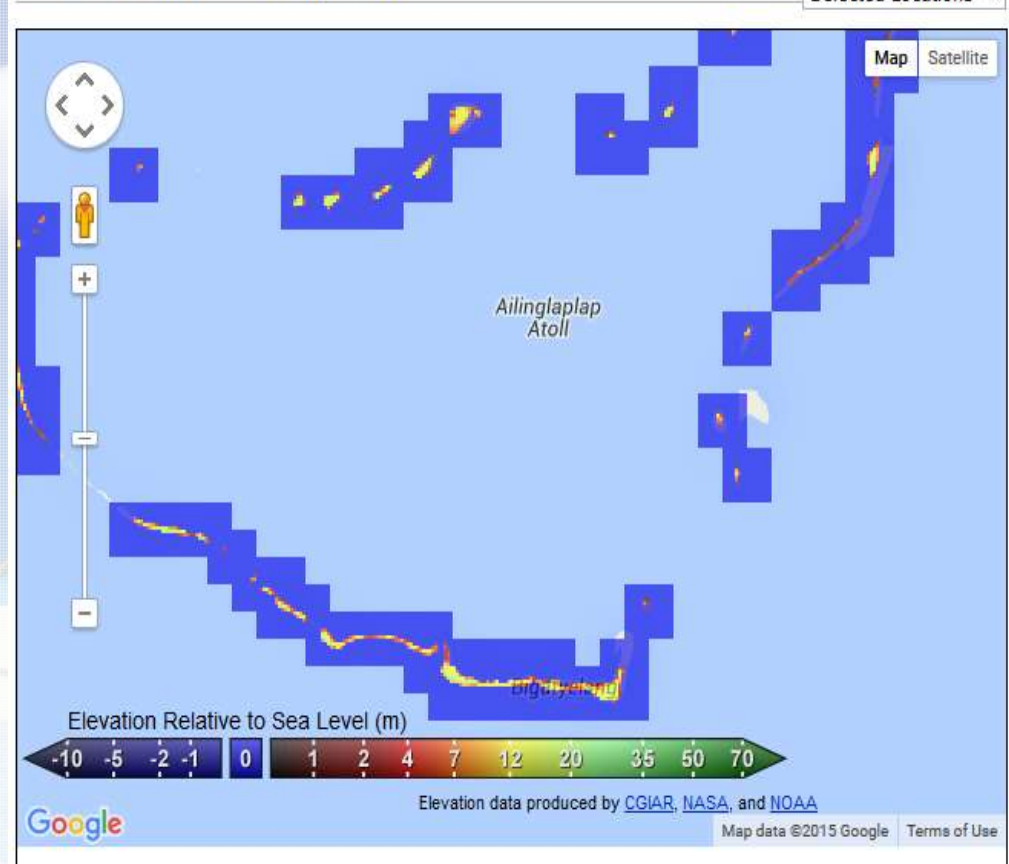 Map Satellite
+
Ailinglaplap
Atoll
−
Elevation Relative to Sea Level (m)
-10 -5 -2 -1 0 1 2 4 7 12 20 35 50 70
Elevation data produced by CGIAR, NASA, and NOAA
Google
Map data ©2015 Google Terms of Use